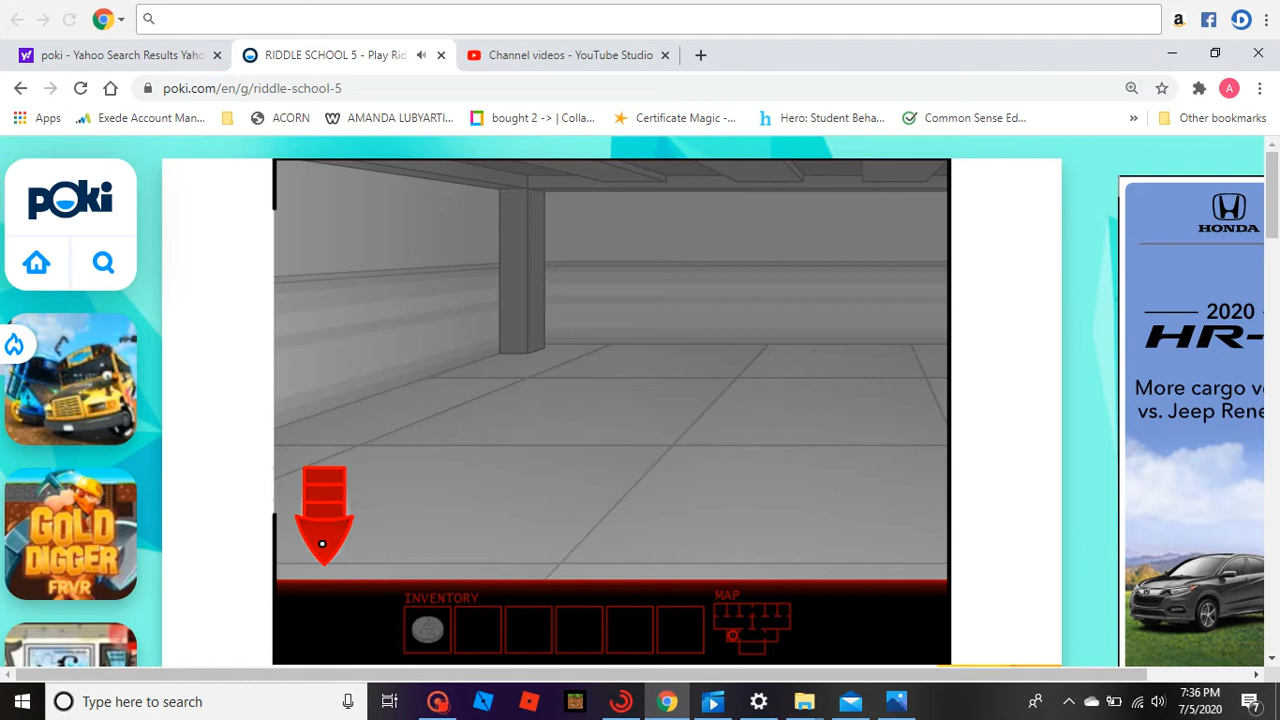 poki - Yahoo Search Results Yaho
RIDDLE SCHOOL 5 - Play Rid
Channel videos - YouTube Studio
poki.com/en/g/riddle-school-5
Apps
Exede Account Man...
ACORN
AMANDA LUBYARTI...
bought 2 -> | Colla...
Certificate Magic -...
Hero: Student Beha...
Common Sense Ed...
»
Other bookmarks
A
poki
GOLD
DIGGER
FRVR
HONDA
2020
HR-
More cargo v
vs. Jeep Rene
INVENTORY
MAP
Type here to search
7:36 PM
7/5/2020
7